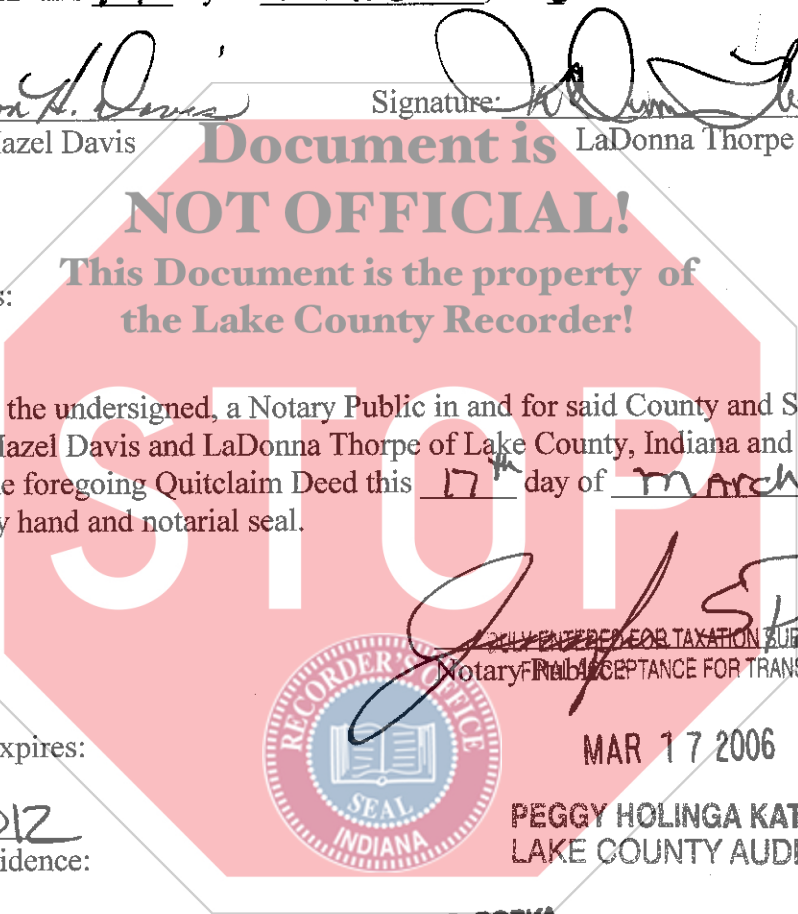 on H. Davis Signature:
Hazel Davis LaDonna Thorpe
Document is
NOT OFFICIAL!
This Document is the property of
the Lake County Recorder!
s:
STOP
the undersigned, a Notary Public in and for said County and S
Hazel Davis and LaDonna Thorpe of Lake County, Indiana and
e foregoing Quitclaim Deed this 17th day of March
y hand and notarial seal.
DULY ENTERED FOR TAXATION SUB
Notary Public
FINAL ACCEPTANCE FOR TRANS
RECORDER'S OFFICE
SEAL
INDIANA
xpires:
MAR 17 2006
012
idence:
PEGGY HOLINGA KAT
LAKE COUNTY AUDI